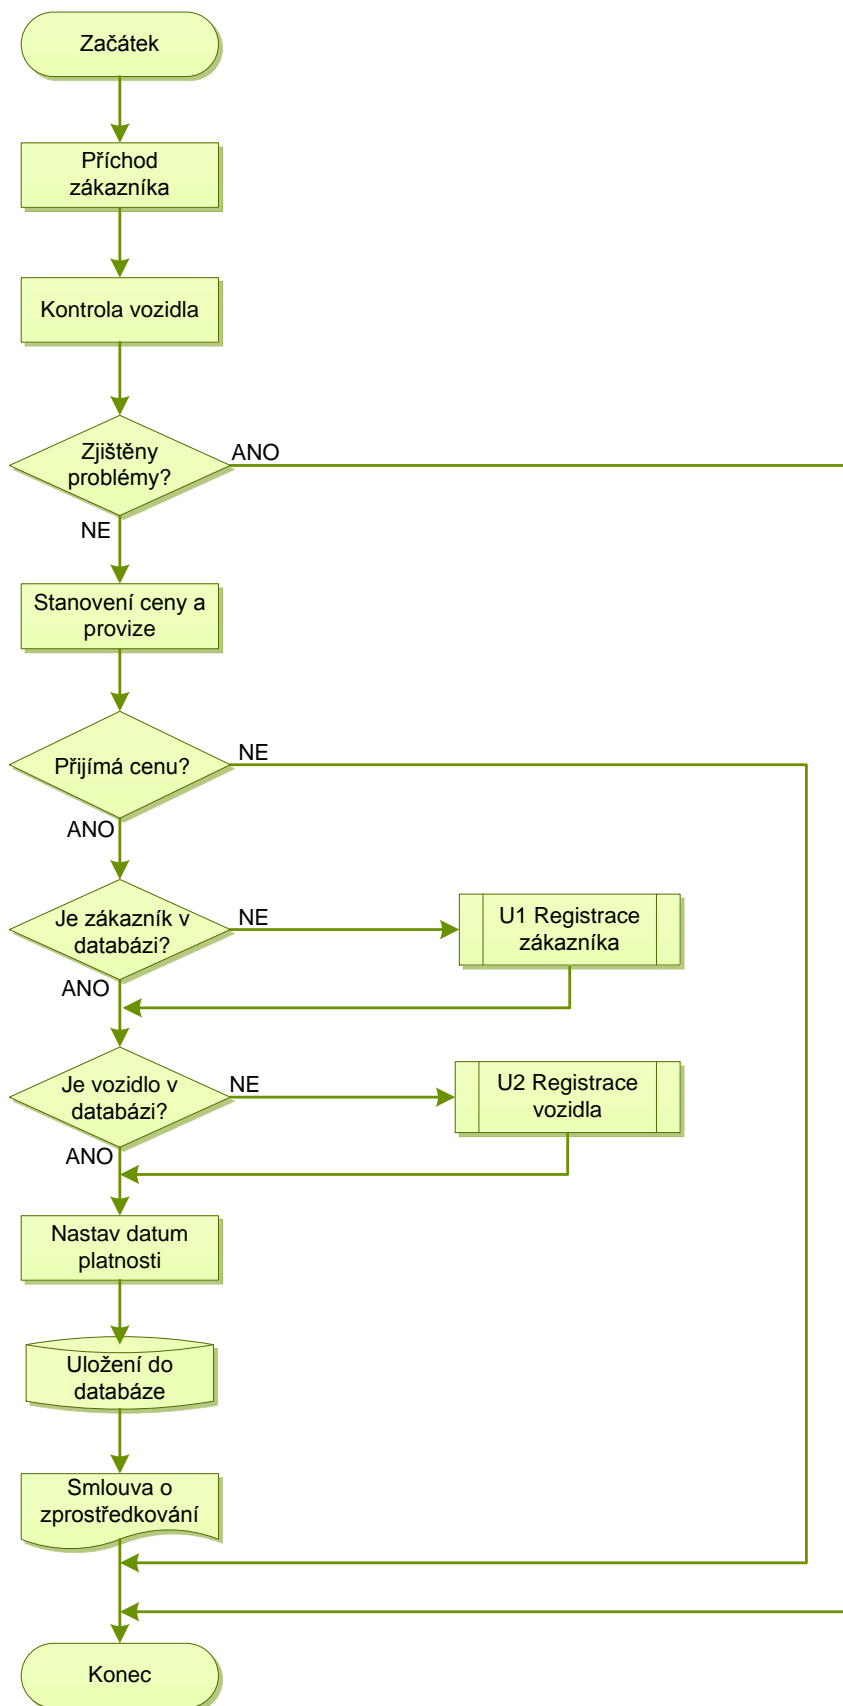 Začátek
Příchod
zákazníka
Kontrola vozidla
Zjištěny
problémy?
ANO
NE
Stanovení ceny a
provize
Přijímá cenu?
NE
ANO
Je zákazník v
databázi?
NE
U1 Registrace
zákazníka
ANO
Je vozidlo v
databázi?
NE
U2 Registrace
vozidla
ANO
Nastav datum
platnosti
Uložení do
databáze
Smlouva o
zprostředkování
Konec